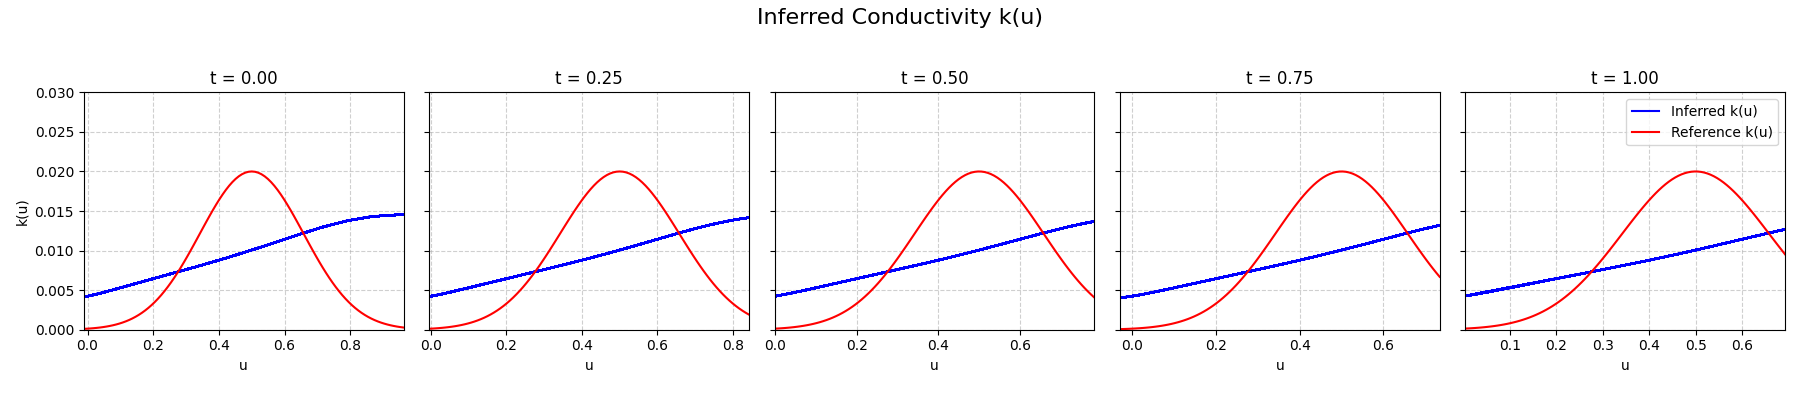 Inferred Conductivity k(u)
t = 0.00
t = 0.25
t = 0.50
t = 0.75
t = 1.00
k(u)
0.030
0.025
0.020
0.015
0.010
0.005
0.000
Inferred k(u)
Reference k(u)
0.0 0.2 0.4 0.6 0.8
0.0 0.2 0.4 0.6 0.8
0.0 0.2 0.4 0.6
0.0 0.2 0.4 0.6
0.1 0.2 0.3 0.4 0.5 0.6
u
u
u
u
u